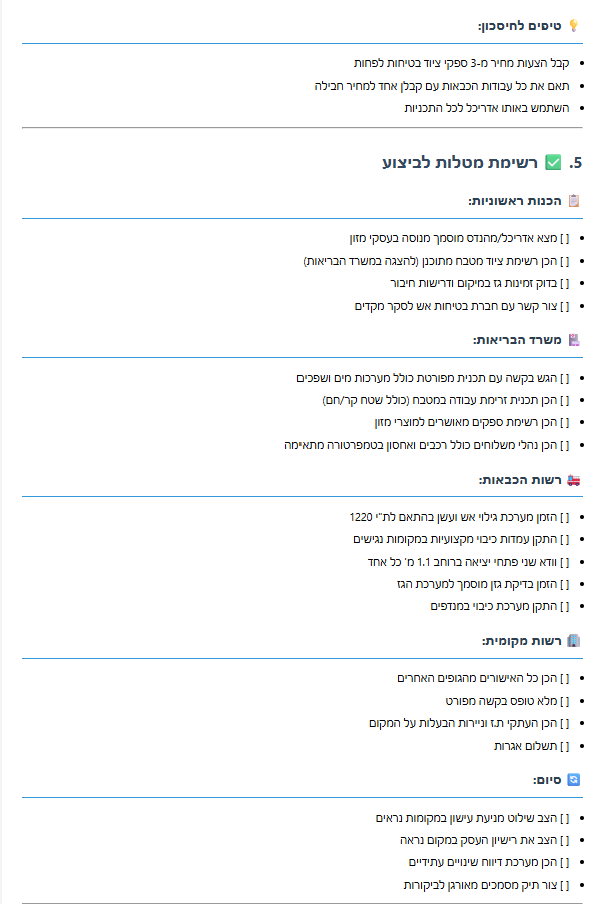 💡 טיפים לחיסכון:
קבל הצעות מחיר מ-3 ספקי ציוד בטיחות לפחות
תאם את כל עבודות הכבאות עם קבלן אחד למחיר חבילה
השתמש באותו אדריכל לכל התכניות
5. ✅ רשימת מטלות לביצוע
📋 הכנות ראשוניות:
[ ] מצא אדריכל/מהנדס מוסמך מנוסה בעסקי מזון
[ ] הכן רשימת ציוד מטבח מתוכנן (להצגה במשרד הבריאות)
[ ] בדוק זמינות גז במיקום ודרישות חיבור
[ ] צור קשר עם חברת בטיחות אש לסקר מקדים
משרד הבריאות:
[ ] הגש בקשה עם תכנית מפורטת כולל מערכות מים ושפכים
[ ] הכן תכנית זרימת עבודה במטבח (כולל שטח קר/חם)
[ ] הכן רשימת ספקים מאושרים למוצרי מזון
[ ] הכן נהלי משלוחים כולל רכבים ואחסון בטמפרטורה מתאימה
🚒 רשות הכבאות:
[ ] הזמן מערכת גילוי אש ועשן בהתאם לת"י 1220
[ ] התקן עמדות כיבוי מקצועיות במקומות נגישים
[ ] וודא שני פתחי יציאה ברוחב 1.1 מ' כל אחד
[ ] הזמן בדיקת גזן מוסמך למערכת הגז
[ ] התקן מערכת כיבוי במנדפים
🏢 רשות מקומית:
[ ] הכן כל האישורים מהגופים האחרים
[ ] מלא טופס בקשה מפורט
[ ] הכן העתקי ת.ז וניירות הבעלות על המקום
[ ] תשלום אגרות
🔄 סיום:
[ ] הצב שילוט מניעת עישון במקומות נראים
[ ] הצב את רישיון העסק במקום נראה
[ ] הכן מערכת דיווח שינויים עתידיים
[ ] צור תיק מסמכים מאורגן לביקורות